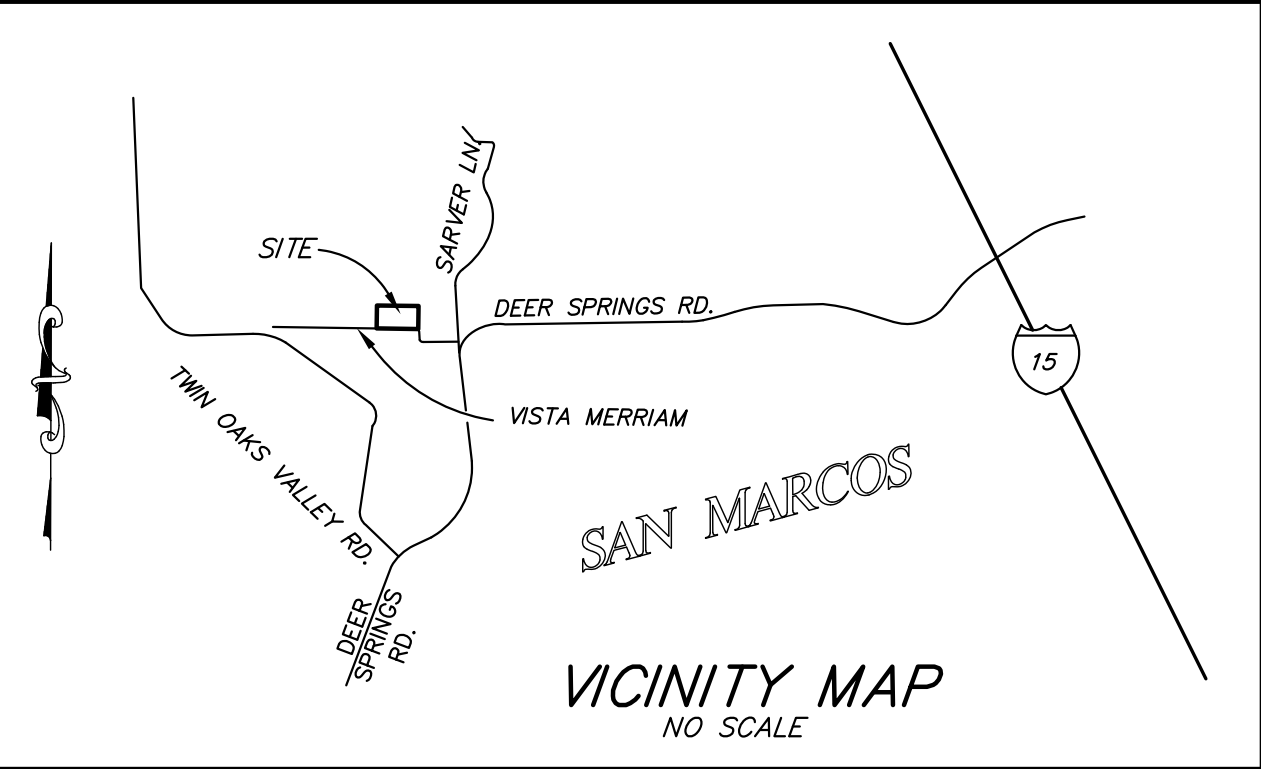 SARVER LN.
SITE
DEER SPRINGS RD.
15
TWIN OAKS VALLEY RD.
VISTA MERRIAM
SAN MARCOS
DEER
SPRINGS
RD.
VICINITY MAP
NO SCALE